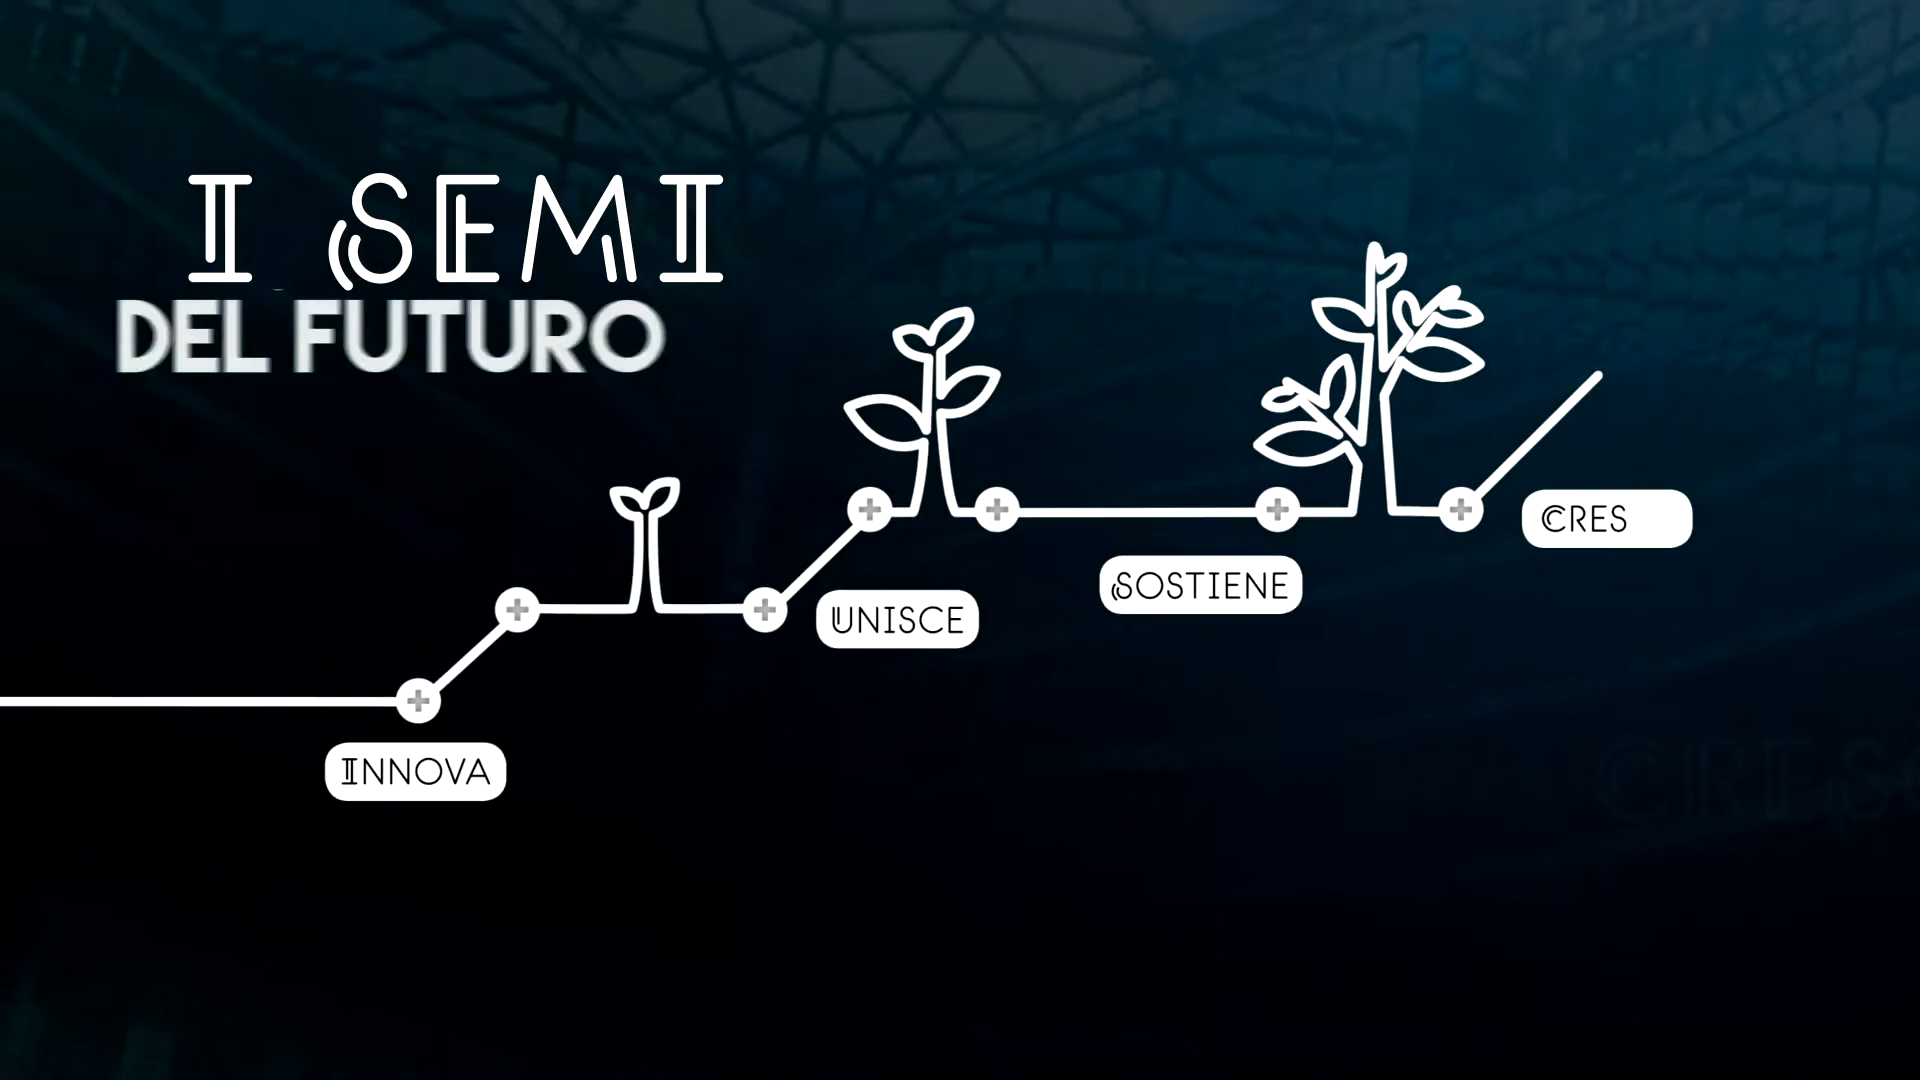 I SEMI
DEL FUTURO
INNOVA
UNISCE
SOSTIENE
CRES